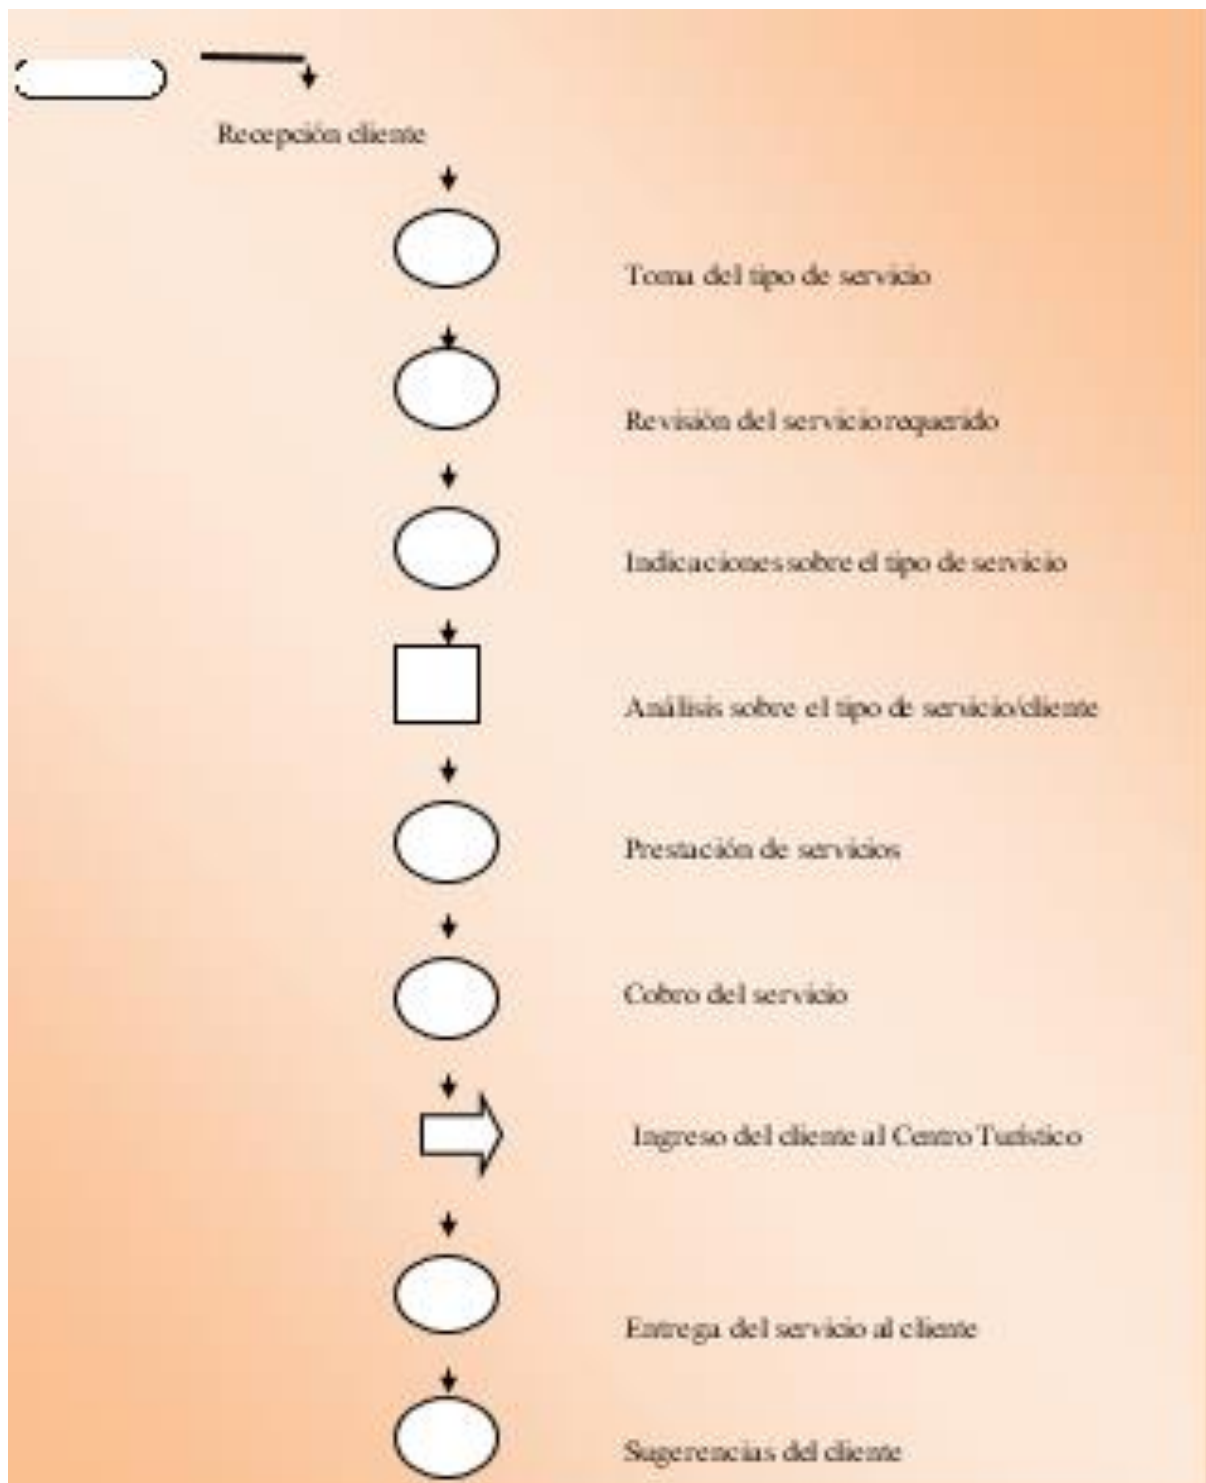 Recepción cliente
Toma del tipo de servicio
Revisión del servicio requerido
Indicaciones sobre el tipo de servicio
Análisis sobre el tipo de servicio/cliente
Prestación de servicios
Cobro del servicio
Ingreso del cliente al Centro Turístico
Entrega del servicio al cliente
Sugerencias del cliente